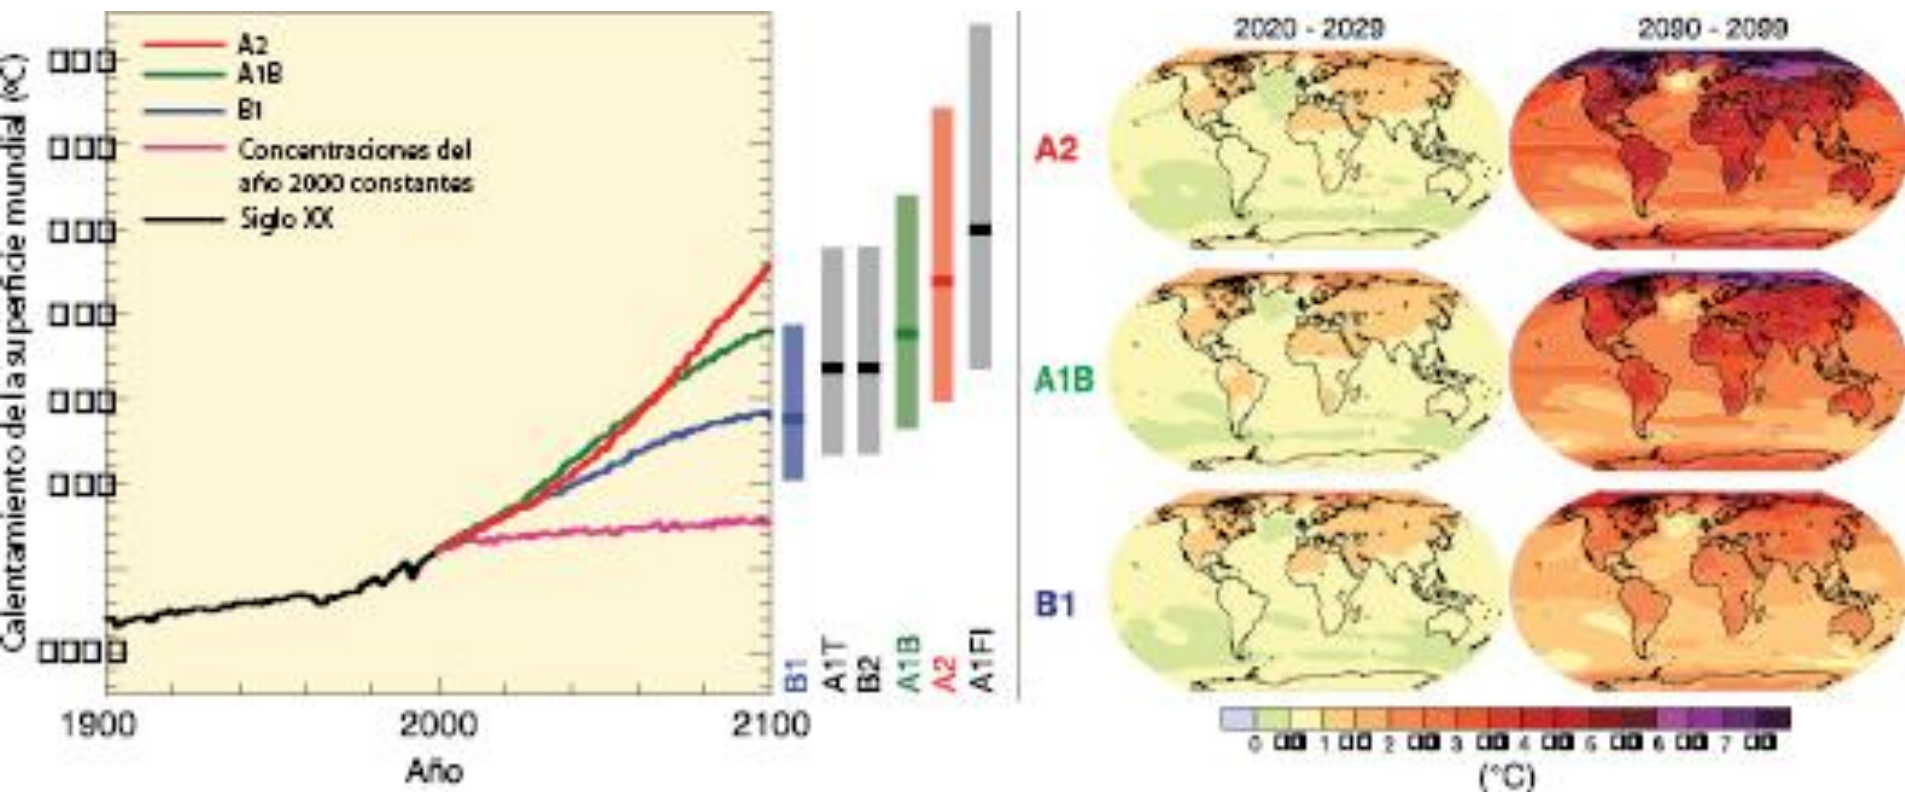 Calentamiento de la superficie mundial (ºC)
A2
A1B
B1
Concentraciones del
año 2000 constantes
Siglo XX
1900
2000
2100
Año
B1
A1T
B2
A1B
A2
A1FI
2020 - 2029
2090 - 2099
A2
A1B
B1
0 1 2 3 4 5 6 7
(°C)